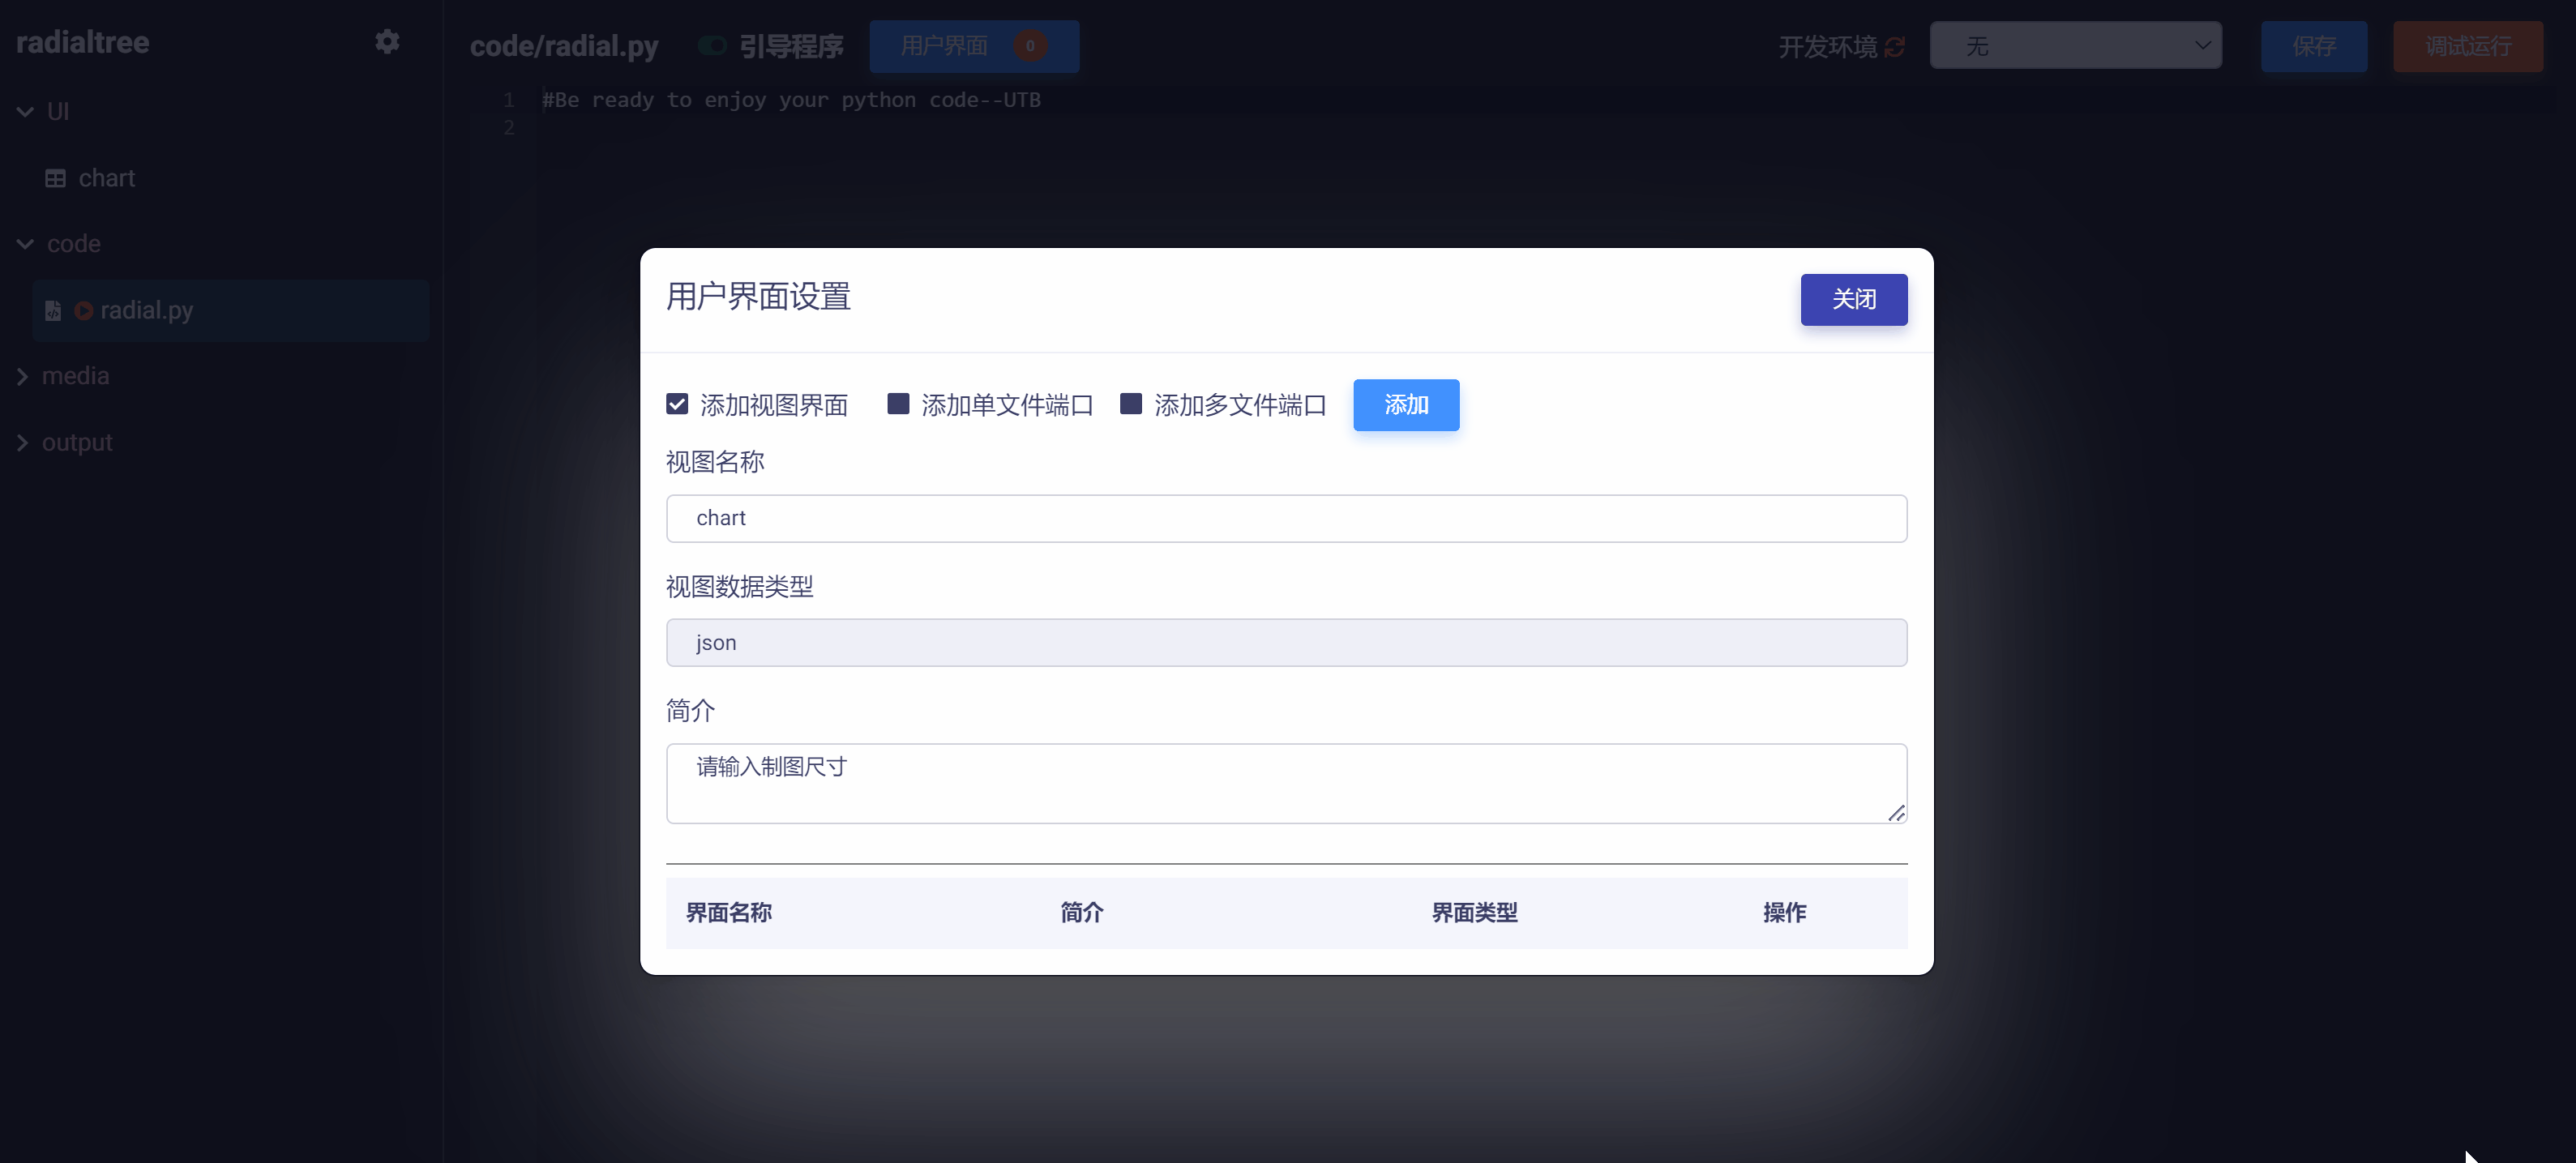 radialtree
UI
chart
code
radial.py
media
output
code/radial.py
引导程序
用户界面 0
开发环境
无
保存
调试运行
1 #Be ready to enjoy your python code--UTB
2
用户界面设置
关闭
添加视图界面 添加单文件端口 添加多文件端口 添加
视图名称
chart
视图数据类型
json
简介
请输入制图尺寸
界面名称 简介 界面类型 操作